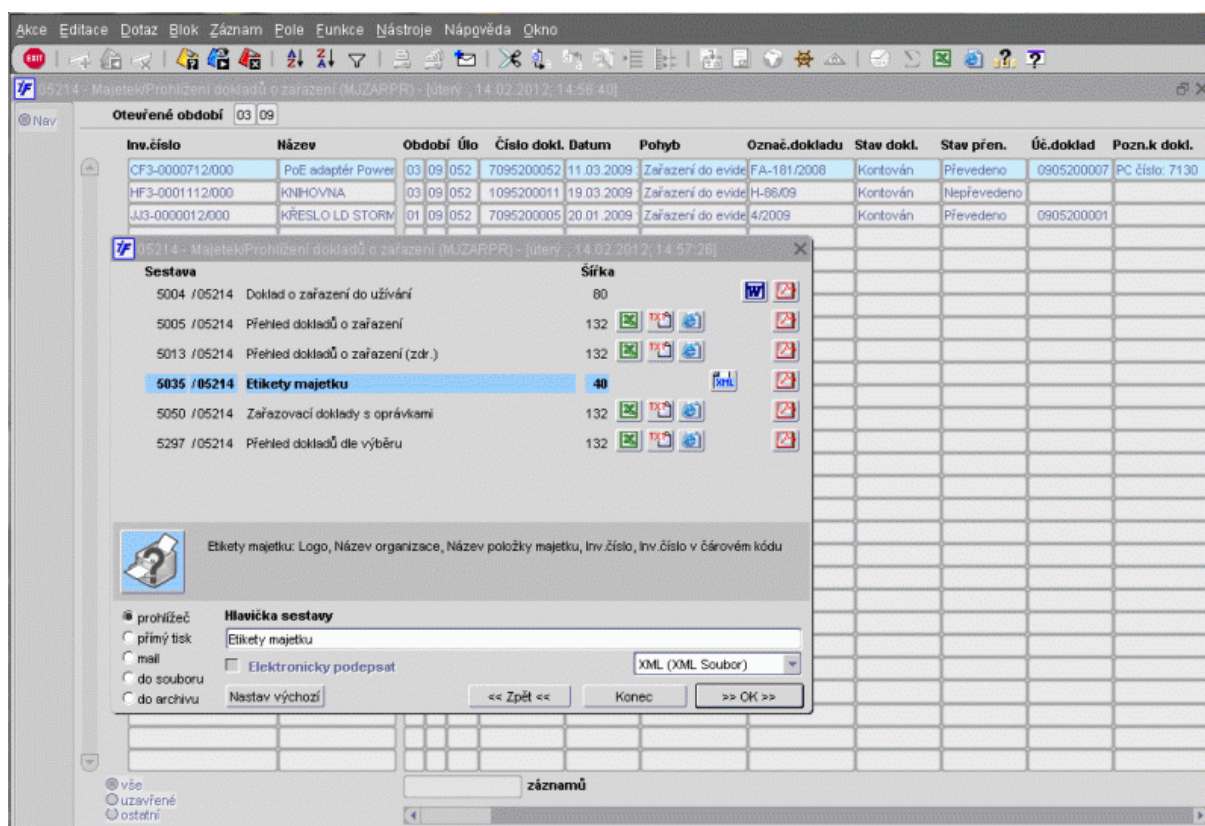 Akce Editace Dotaz Blok Záznam Pole Funkce Nástroje Nápověda Okno
EXIT
05214 - Majetek/Prohlížení dokladů o zařazení (MJZARPR) - [úterý , 14.02.2012; 14:56:40]
Nav
Otevřené období 03 09
Inv.číslo Název Období Úlo Číslo dokl. Datum Pohyb Označ.dokladu Stav dokl. Stav přen. Úč.doklad Pozn.k dokl.
CF3-0000712/000 PoE adaptér Power 03 09 052 7095200052 11.03.2009 Zařazení do evide FA-181/2008 Kontován Převedeno 0905200007 PC číslo: 7130
HF3-0001112/000 KNIHOVNA 03 09 052 1095200011 19.03.2009 Zařazení do evide H-86/09 Kontován Nepřevedeno
JJ3-0000012/000 KŘESLO LD STORM 01 09 052 7095200005 20.01.2009 Zařazení do evide 4/2009 Kontován Převedeno 0905200001
05214 - Majetek/Prohlížení dokladů o zařazení (MJZARPR) - [úterý , 14.02.2012; 14:57:26]
Sestava Šířka
5004 /05214 Doklad o zařazení do užívání 80
5005 /05214 Přehled dokladů o zařazení 132 TXT
5013 /05214 Přehled dokladů o zařazení (zdr.) 132 TXT
5035 /05214 Etikety majetku 40 XML
5050 /05214 Zařazovací doklady s oprávkami 132 TXT
5297 /05214 Přehled dokladů dle výběru 132 TXT
Etikety majetku: Logo, Název organizace, Název položky majetku, Inv.číslo, Inv.číslo v čárovém kódu
prohlížeč
přímý tisk
mail
do souboru
do archivu
Hlavička sestavy
Etikety majetku
Elektronicky podepsat XML (XML Soubor)
Nastav výchozí << Zpět << Konec >> OK >>
vše
uzavřené
ostatní
záznamů